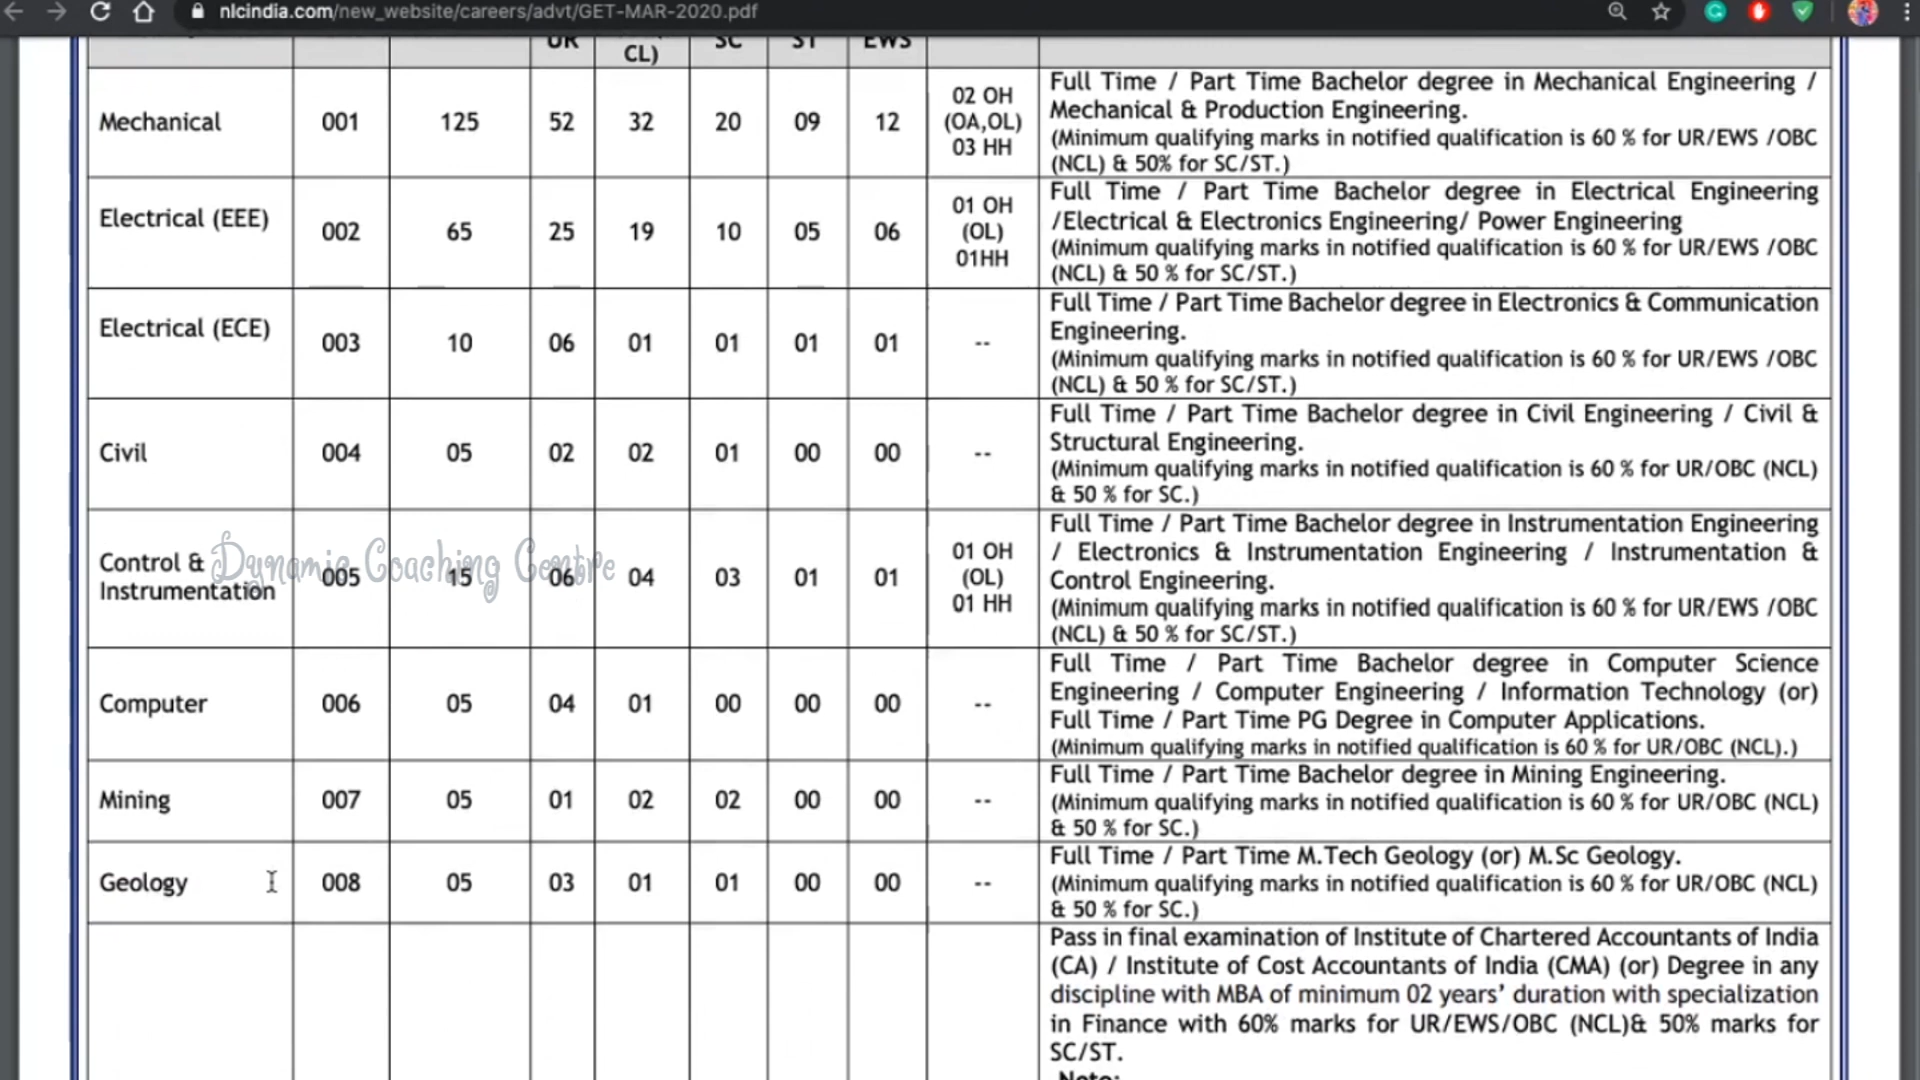 nlcindia.com/new_website/careers/advt/GET-MAR-2020.pdf
UR CL) SC ST EWS
Mechanical 001 125 52 32 20 09 12
02 OH
(OA,OL)
03 HH
Full Time / Part Time Bachelor degree in Mechanical Engineering /
Mechanical & Production Engineering.
(Minimum qualifying marks in notified qualification is 60 % for UR/EWS /OBC
(NCL) & 50% for SC/ST.)
Electrical (EEE) 002 65 25 19 10 05 06
01 OH
(OL)
01HH
Full Time / Part Time Bachelor degree in Electrical Engineering
/Electrical & Electronics Engineering/ Power Engineering
(Minimum qualifying marks in notified qualification is 60 % for UR/EWS /OBC
(NCL) & 50 % for SC/ST.)
Electrical (ECE) 003 10 06 01 01 01 01 --
Full Time / Part Time Bachelor degree in Electronics & Communication
Engineering.
(Minimum qualifying marks in notified qualification is 60 % for UR/EWS /OBC
(NCL) & 50 % for SC/ST.)
Civil 004 05 02 02 01 00 00 --
Full Time / Part Time Bachelor degree in Civil Engineering / Civil &
Structural Engineering.
(Minimum qualifying marks in notified qualification is 60 % for UR/OBC (NCL)
& 50 % for SC.)
Control &
Instrumentation 005 15 06 04 03 01 01
Dynamic Coaching Centre
01 OH
(OL)
01 HH
Full Time / Part Time Bachelor degree in Instrumentation Engineering
/ Electronics & Instrumentation Engineering / Instrumentation &
Control Engineering.
(Minimum qualifying marks in notified qualification is 60 % for UR/EWS /OBC
(NCL) & 50 % for SC/ST.)
Computer 006 05 04 01 00 00 00 --
Full Time / Part Time Bachelor degree in Computer Science
Engineering / Computer Engineering / Information Technology (or)
Full Time / Part Time PG Degree in Computer Applications.
(Minimum qualifying marks in notified qualification is 60 % for UR/OBC (NCL).)
Mining 007 05 01 02 02 00 00 --
Full Time / Part Time Bachelor degree in Mining Engineering.
(Minimum qualifying marks in notified qualification is 60 % for UR/OBC (NCL)
& 50 % for SC.)
Geology 008 05 03 01 01 00 00 --
Full Time / Part Time M.Tech Geology (or) M.Sc Geology.
(Minimum qualifying marks in notified qualification is 60 % for UR/OBC (NCL)
& 50 % for SC.)
Pass in final examination of Institute of Chartered Accountants of India
(CA) / Institute of Cost Accountants of India (CMA) (or) Degree in any
discipline with MBA of minimum 02 years' duration with specialization
in Finance with 60% marks for UR/EWS/OBC (NCL)& 50% marks for
SC/ST.
Note: